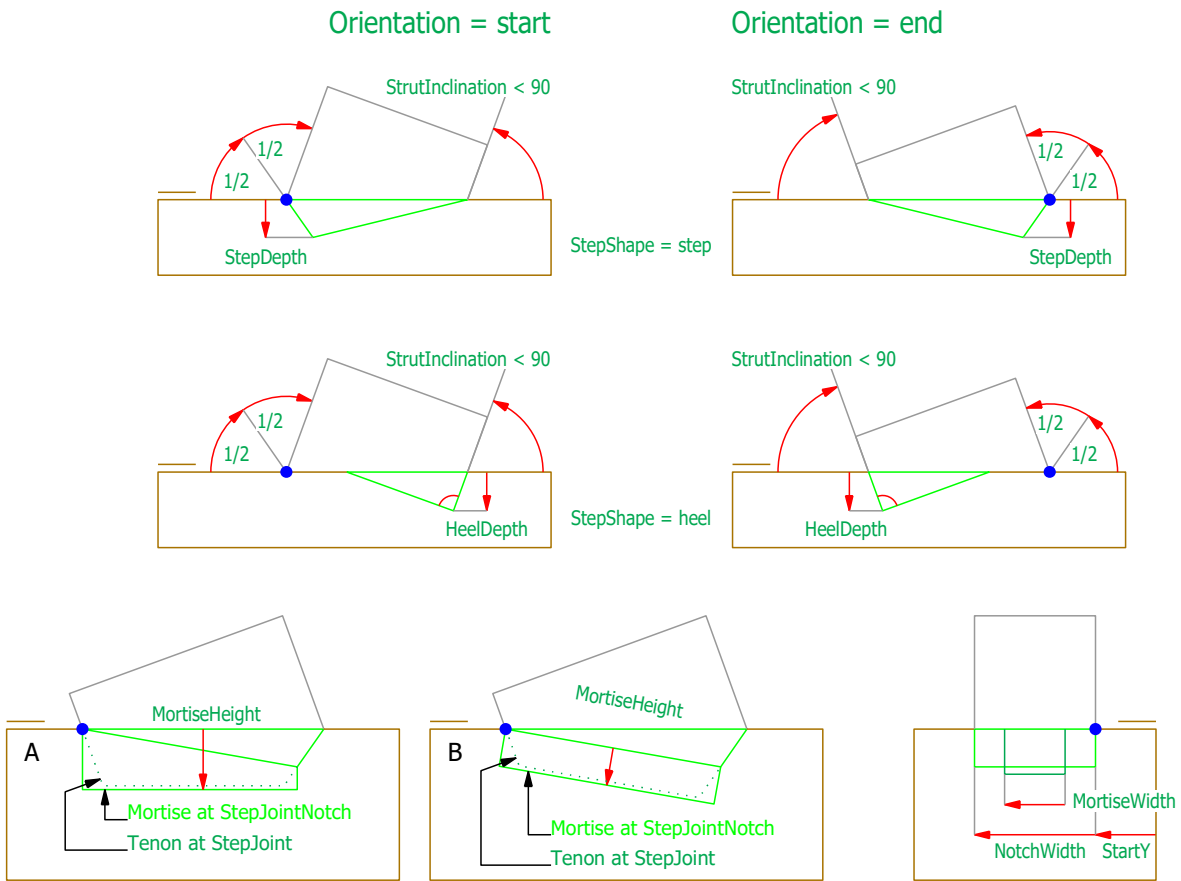 Orientation = start
Orientation = end
StrutInclination < 90
StrutInclination < 90
1/2
1/2
1/2
1/2
StepDepth
StepShape = step
StepDepth
StrutInclination < 90
StrutInclination < 90
1/2
1/2
1/2
1/2
HeelDepth
StepShape = heel
HeelDepth
MortiseHeight
MortiseHeight
A
B
Mortise at StepJointNotch
Tenon at StepJoint
Mortise at StepJointNotch
Tenon at StepJoint
MortiseWidth
NotchWidth
StartY